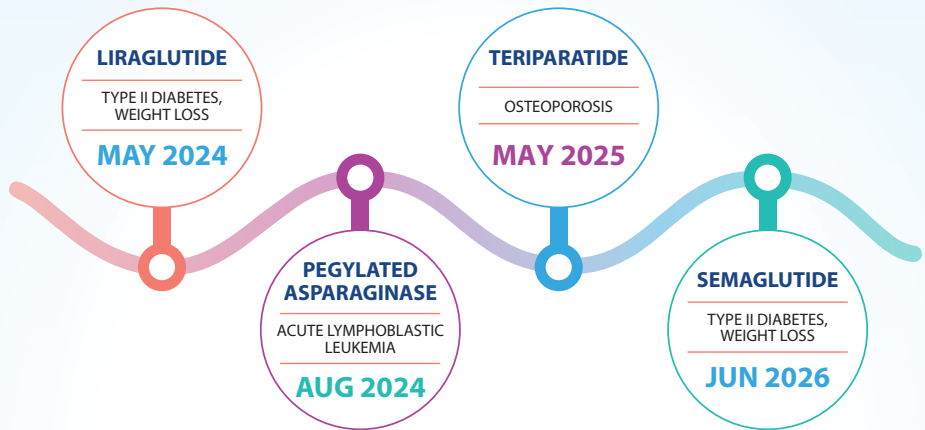 LIRAGLUTIDE
TYPE II DIABETES,
WEIGHT LOSS
MAY 2024
PEGYLATED
ASPARAGINASE
ACUTE LYMPHOBLASTIC
LEUKEMIA
AUG 2024
TERIPARATIDE
OSTEOPOROSIS
MAY 2025
SEMAGLUTIDE
TYPE II DIABETES,
WEIGHT LOSS
JUN 2026